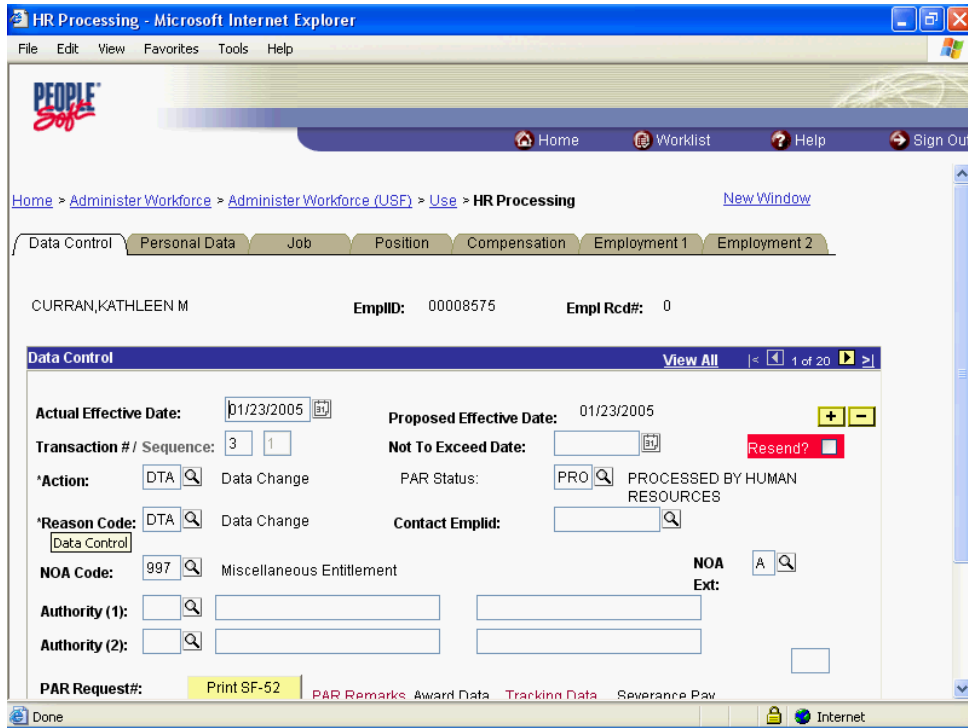 HR Processing - Microsoft Internet Explorer
File Edit View Favorites Tools Help
PEOPLE
Soft
Home Worklist Help Sign Out
Home > Administer Workforce > Administer Workforce (USF) > Use > HR Processing New Window
Data Control Personal Data Job Position Compensation Employment 1 Employment 2
CURRAN,KATHLEEN M EmplID: 00008575 Empl Rcd#: 0
Data Control View All |< 1 of 20 >|
Actual Effective Date: 01/23/2005 31 Proposed Effective Date: 01/23/2005 + −
Transaction # / Sequence: 3 1 Not To Exceed Date: 31 Resend?
*Action: DTA Data Change PAR Status: PRO PROCESSED BY HUMAN
RESOURCES
*Reason Code: DTA Data Change Contact Emplid:
Data Control
NOA Code: 997 Miscellaneous Entitlement NOA A
Ext:
Authority (1):
Authority (2):
PAR Request#: Print SF-52 PAR Remarks Award Data Tracking Data Severance Pay
Done Internet